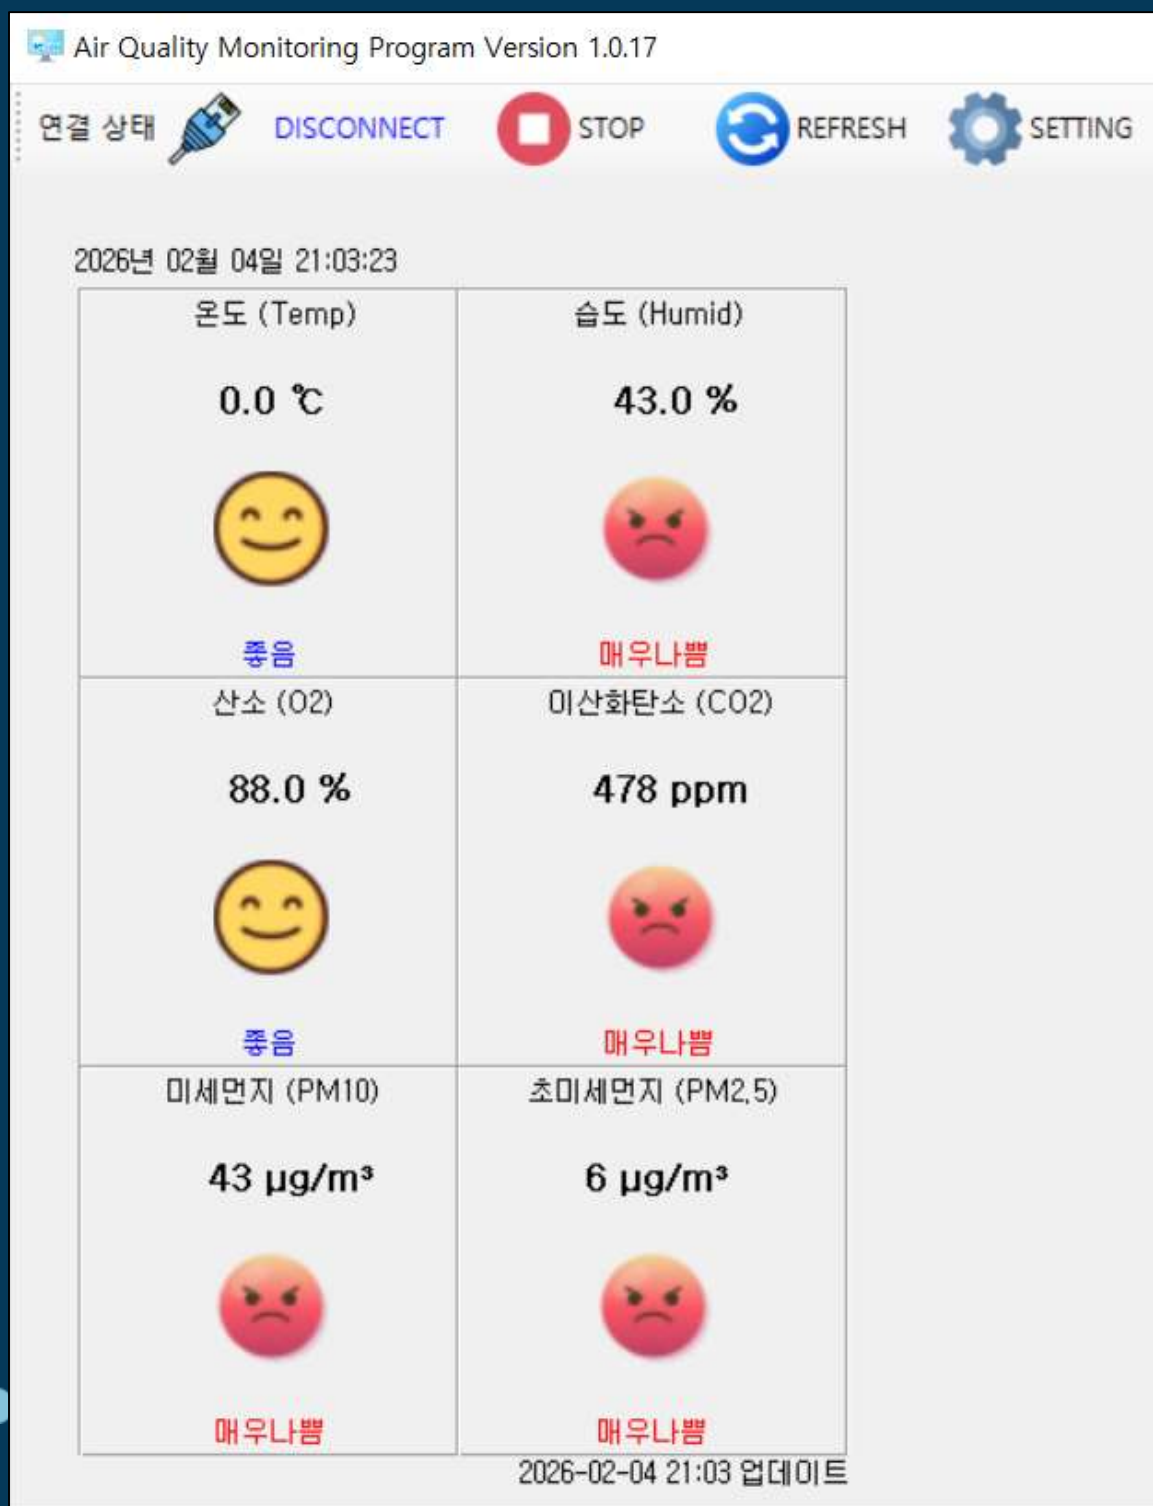 Air Quality Monitoring Program Version 1.0.17
연결 상태 DISCONNECT STOP REFRESH SETTING
2026년 02월 04일 21:03:23
온도 (Temp) 습도 (Humid)
0.0 ℃ 43.0 %
좋음 매우나쁨
산소 (O2) 이산화탄소 (CO2)
88.0 % 478 ppm
좋음 매우나쁨
미세먼지 (PM10) 초미세먼지 (PM2,5)
43 µg/m³ 6 µg/m³
매우나쁨 매우나쁨
2026-02-04 21:03 업데이트